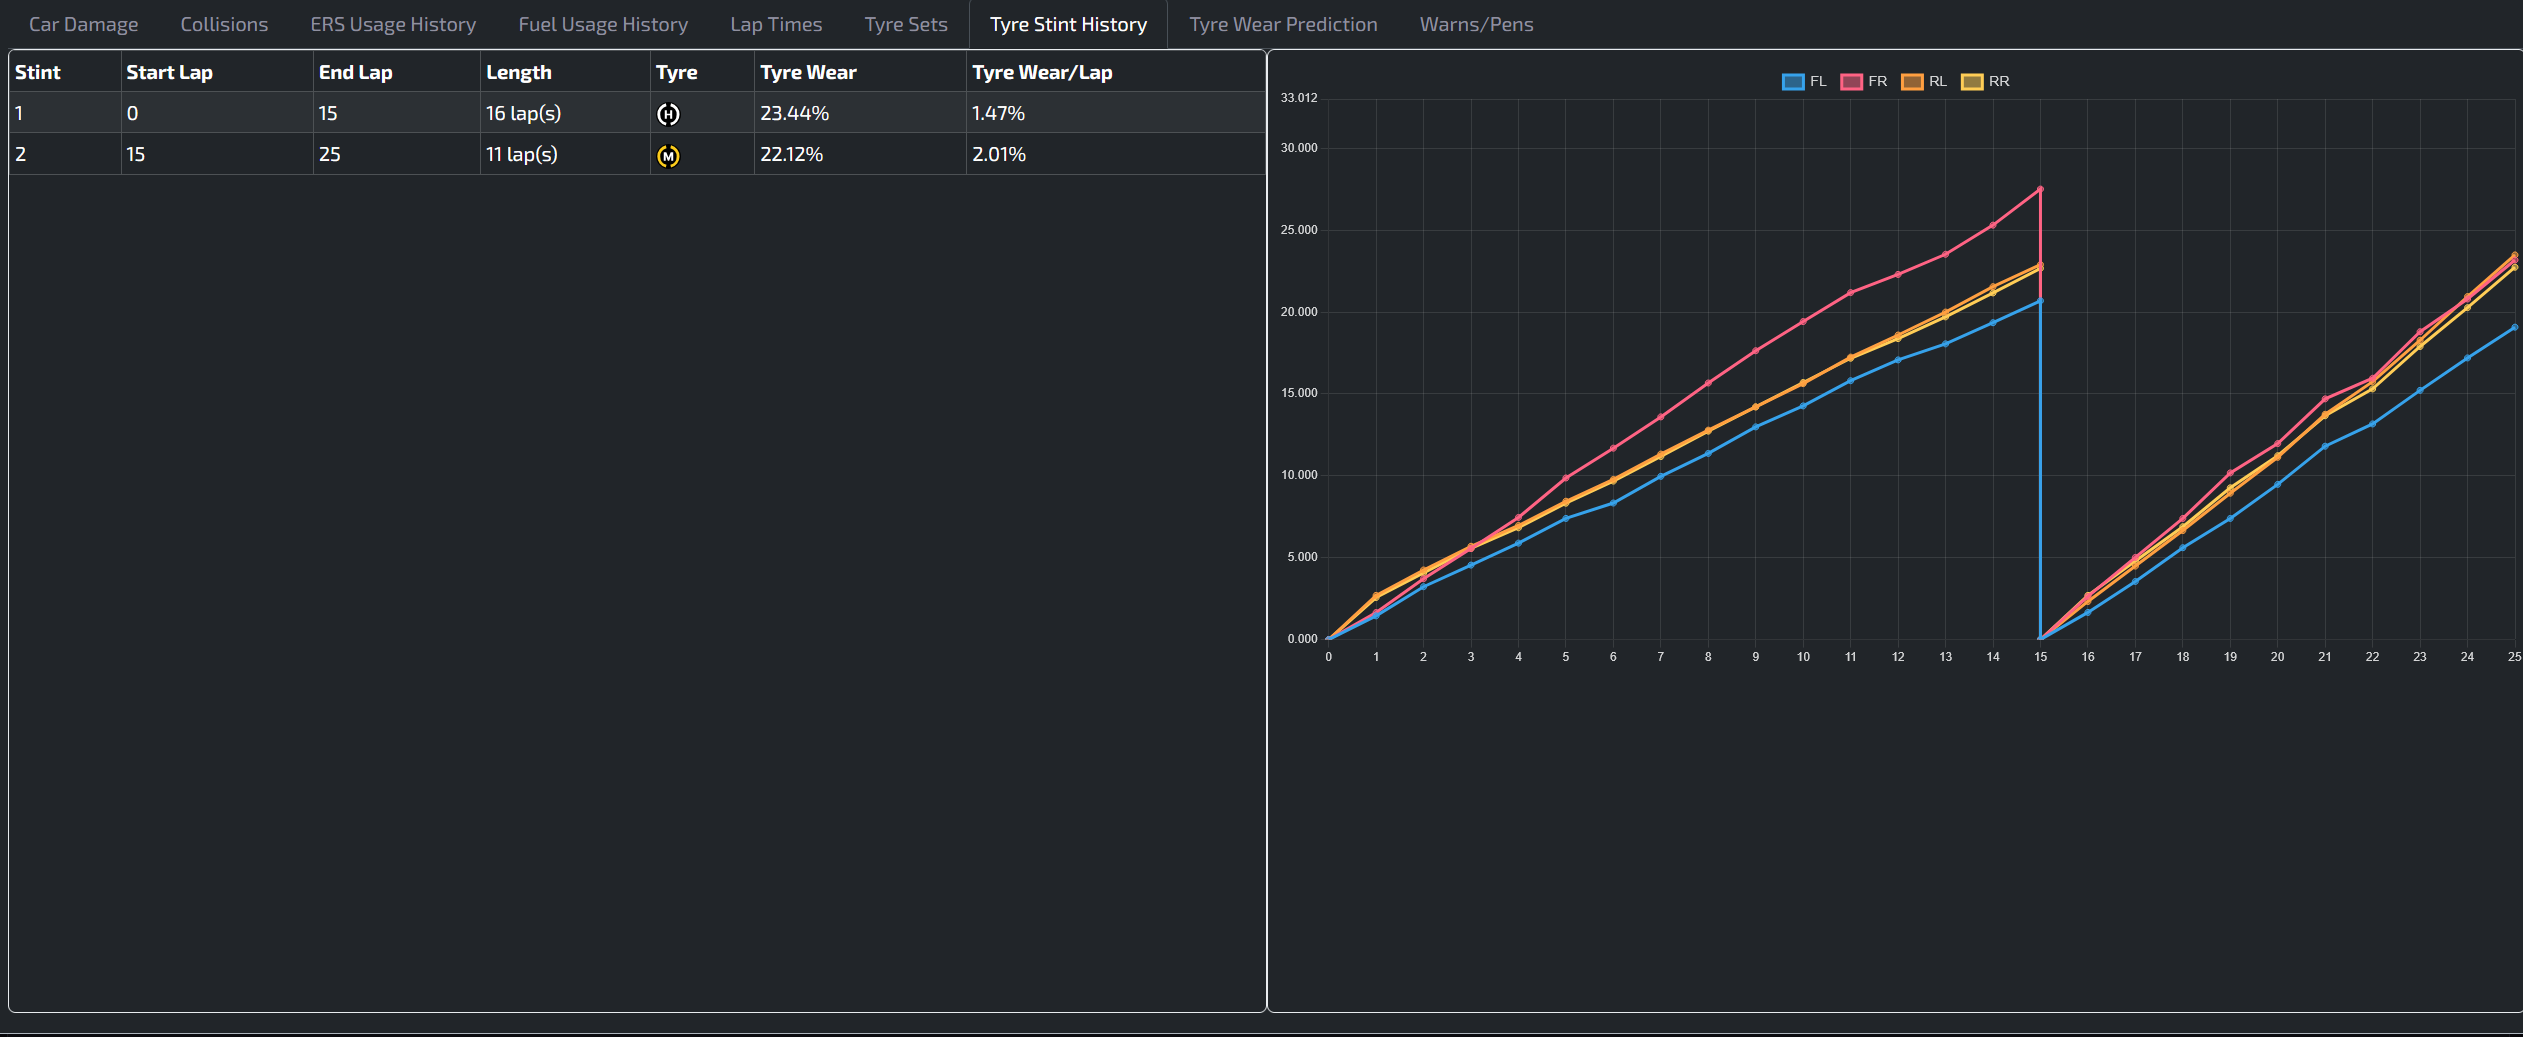 Car Damage Collisions ERS Usage History Fuel Usage History Lap Times Tyre Sets Tyre Stint History Tyre Wear Prediction Warns/Pens
Stint Start Lap End Lap Length Tyre Tyre Wear Tyre Wear/Lap
1 0 15 16 lap(s) H 23.44% 1.47%
2 15 25 11 lap(s) M 22.12% 2.01%
FL FR RL RR
33.012
30.000
25.000
20.000
15.000
10.000
5.000
0.000
0 1 2 3 4 5 6 7 8 9 10 11 12 13 14 15 16 17 18 19 20 21 22 23 24 25